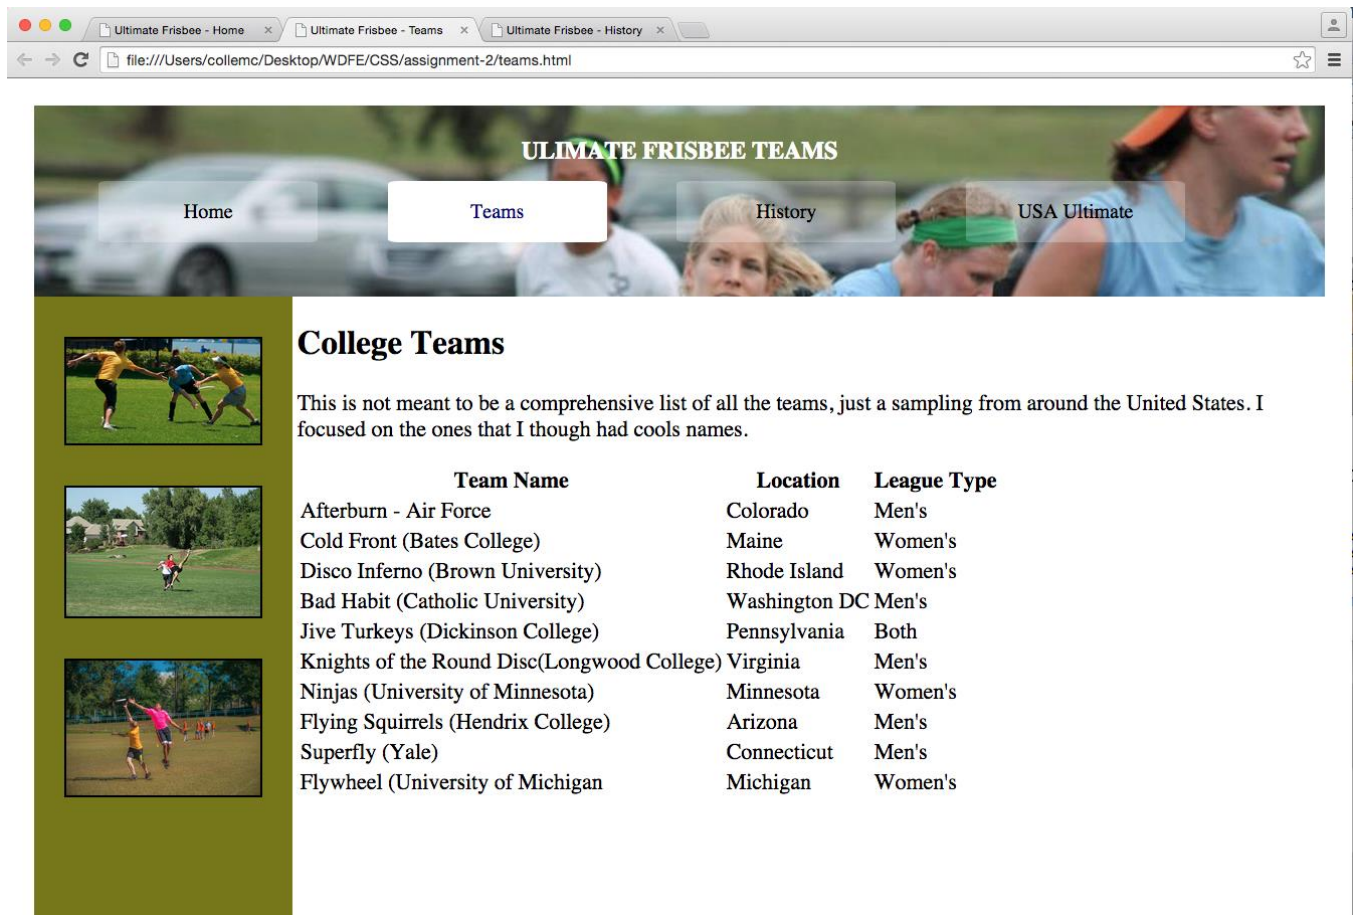 Ultimate Frisbee - Home
Ultimate Frisbee - Teams
Ultimate Frisbee - History
file:///Users/collemc/Desktop/WDFE/CSS/assignment-2/teams.html
ULIMATE FRISBEE TEAMS
Home
Teams
History
USA Ultimate
College Teams
This is not meant to be a comprehensive list of all the teams, just a sampling from around the United States. I
focused on the ones that I though had cools names.
Team Name Location League Type
Afterburn - Air Force Colorado Men's
Cold Front (Bates College) Maine Women's
Disco Inferno (Brown University) Rhode Island Women's
Bad Habit (Catholic University) Washington DC Men's
Jive Turkeys (Dickinson College) Pennsylvania Both
Knights of the Round Disc(Longwood College) Virginia Men's
Ninjas (University of Minnesota) Minnesota Women's
Flying Squirrels (Hendrix College) Arizona Men's
Superfly (Yale) Connecticut Men's
Flywheel (University of Michigan Michigan Women's